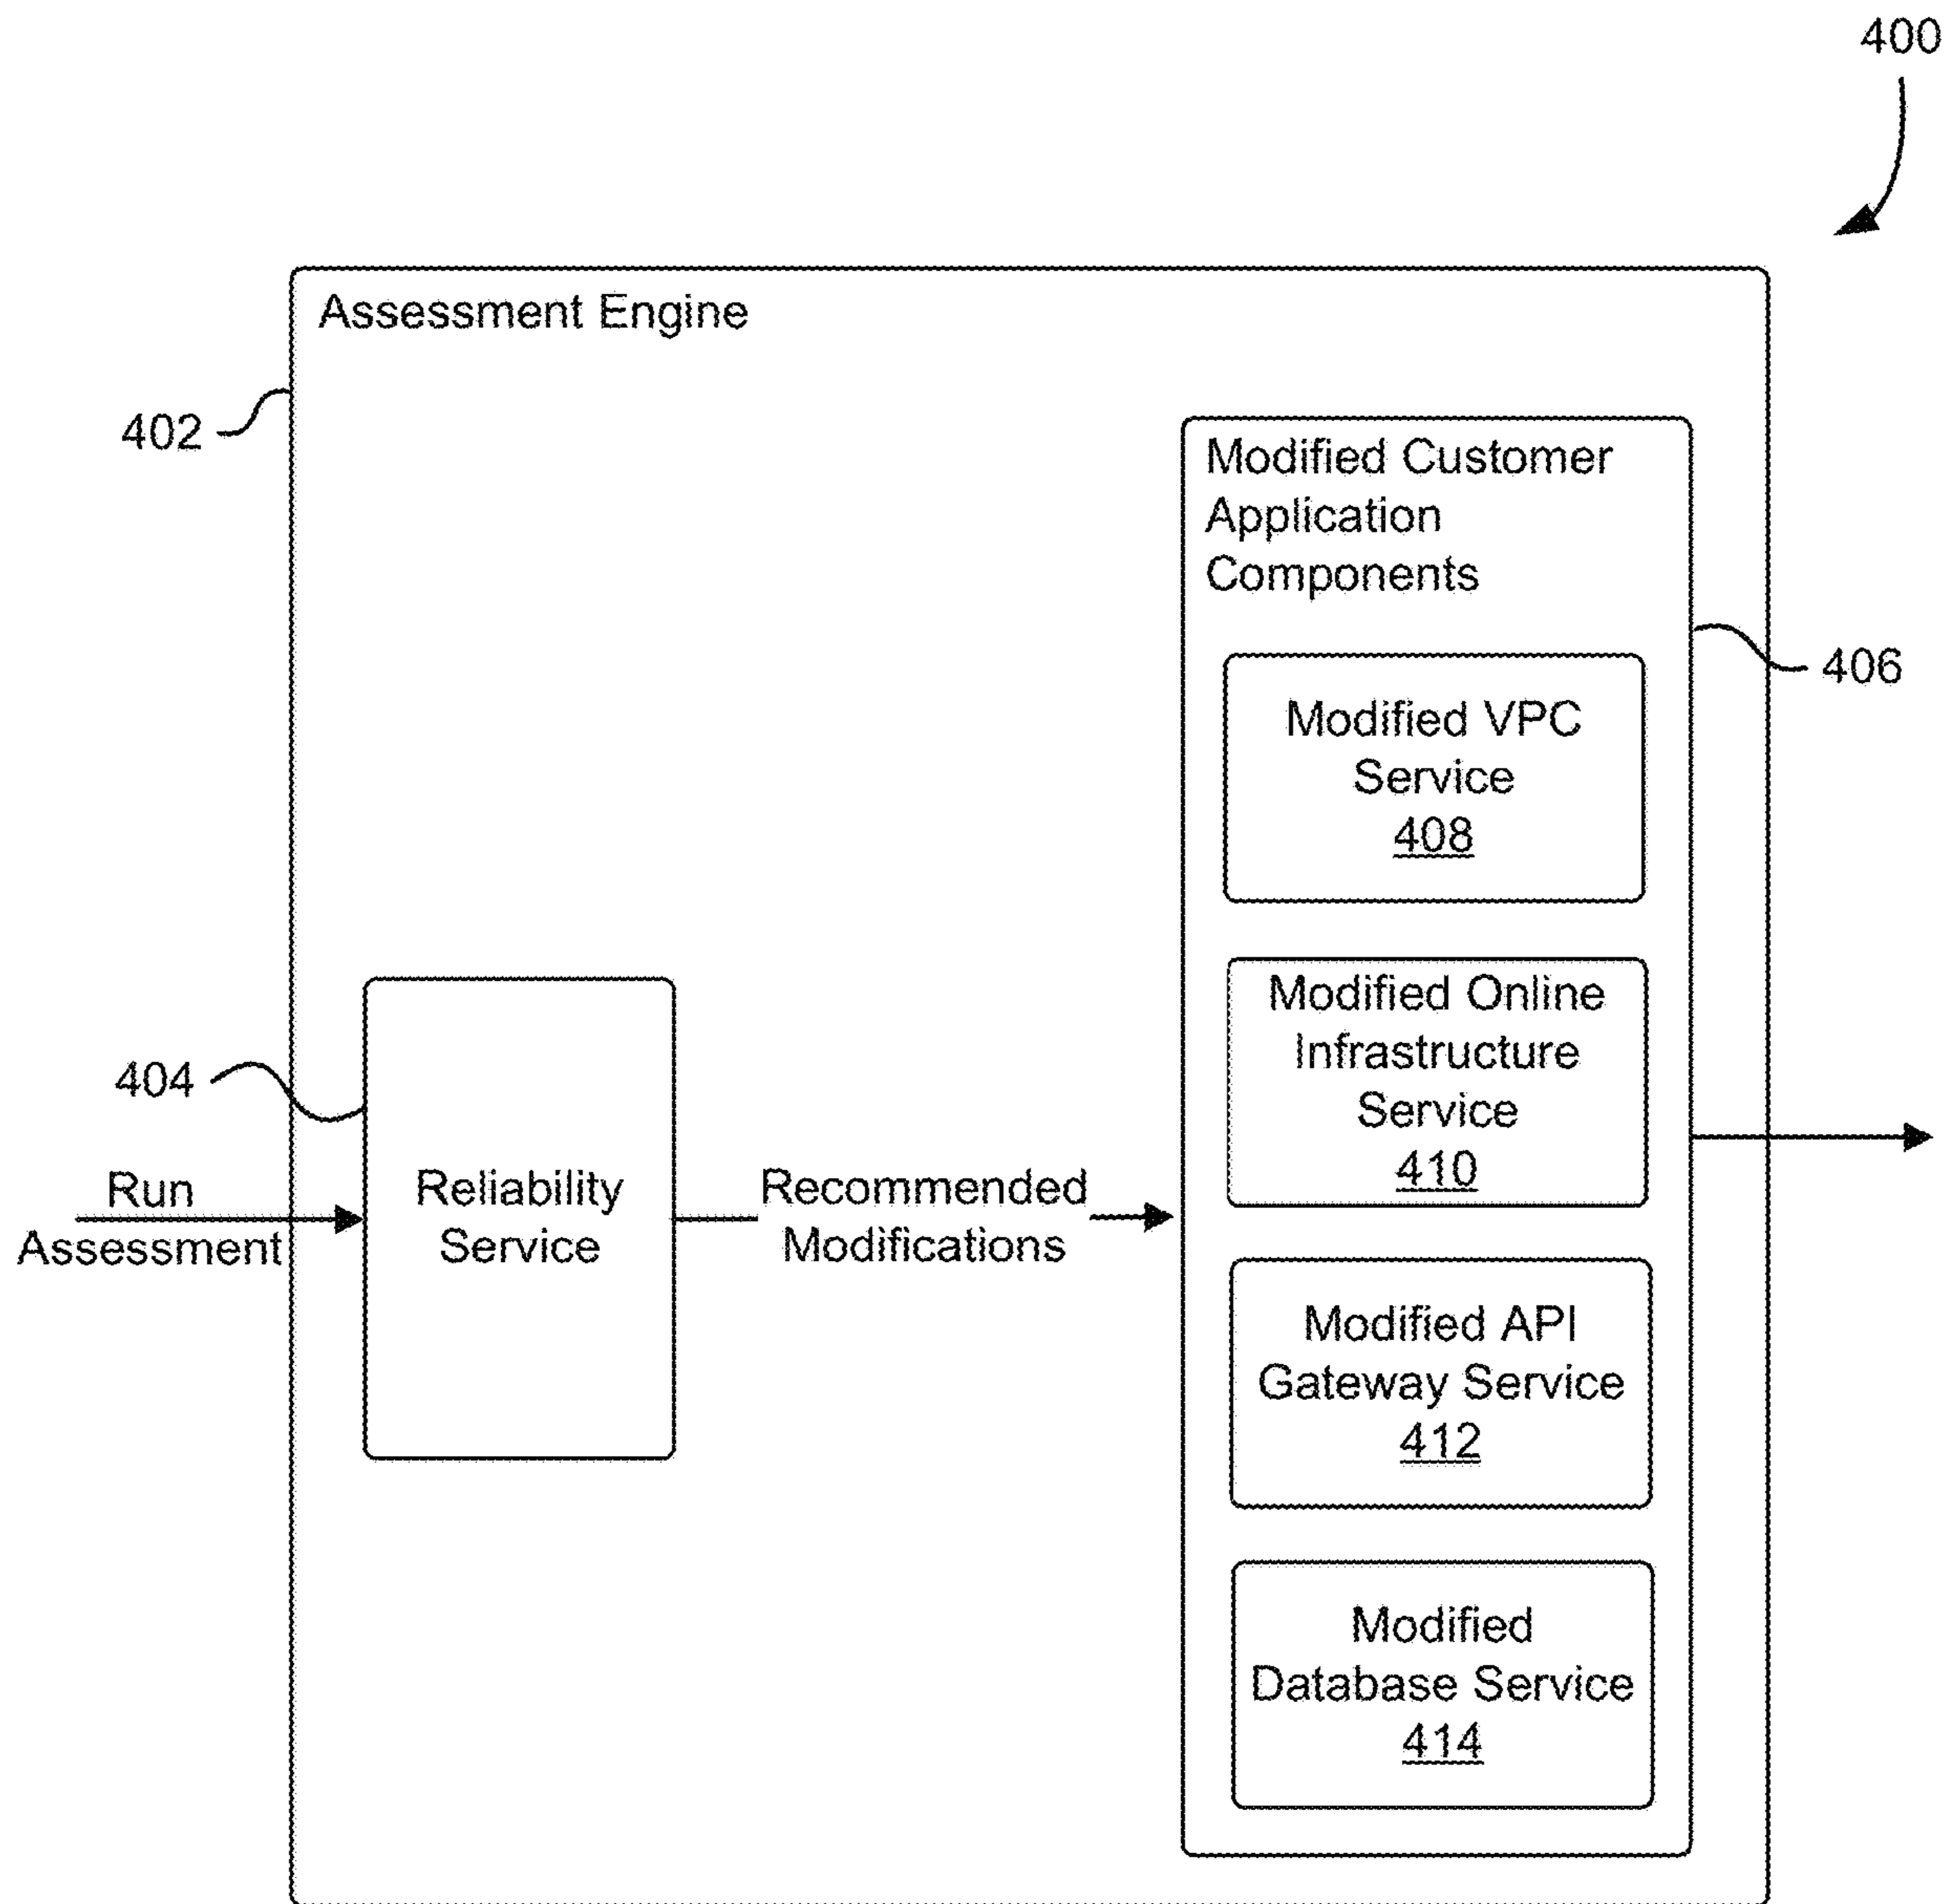 400
Assessment Engine
402
Modified Customer
Application
Components
406
Modified VPC
Service
408
Modified Online
Infrastructure
Service
410
404
Run
Assessment
Reliability
Service
Recommended
Modifications
Modified API
Gateway Service
412
Modified
Database Service
414